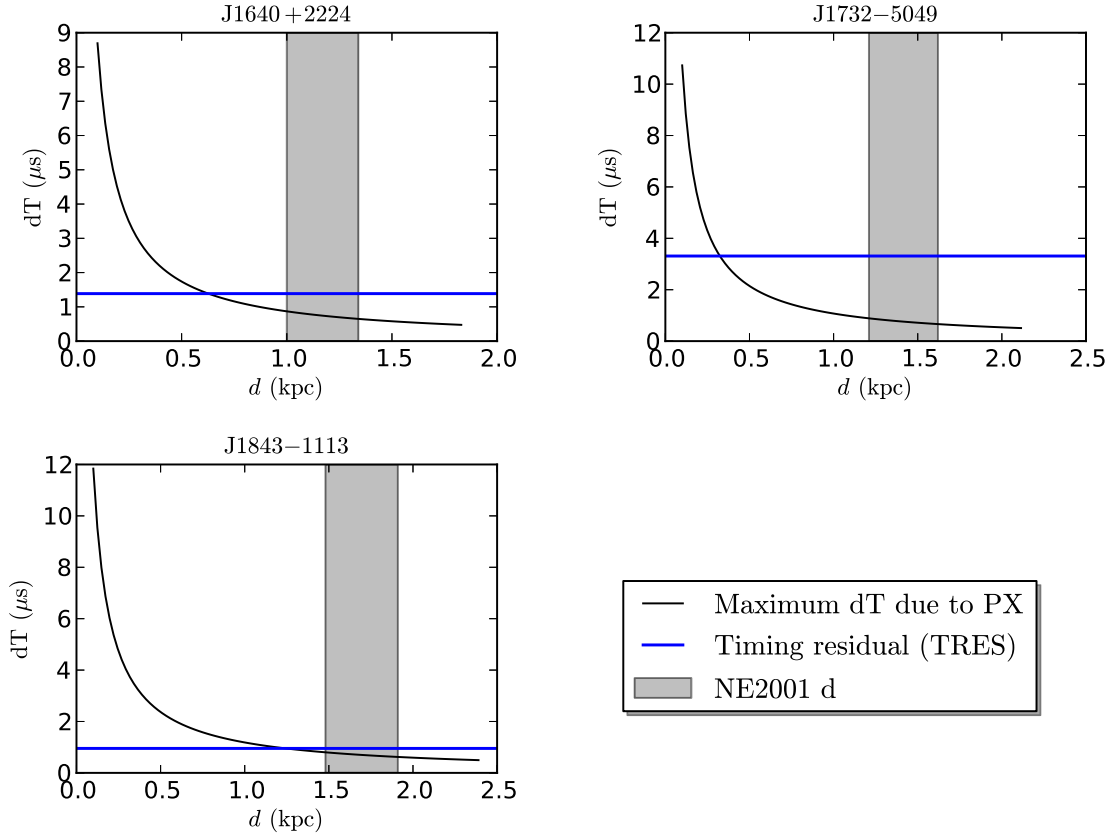 J1640+2224
9
8
7
6
5
4
3
2
1
0
dT (μs)
0.0 0.5 1.0 1.5 2.0
d (kpc)
J1732−5049
12
10
8
6
4
2
0
dT (μs)
0.0 0.5 1.0 1.5 2.0 2.5
d (kpc)
J1843−1113
12
10
8
6
4
2
0
dT (μs)
0.0 0.5 1.0 1.5 2.0 2.5
d (kpc)
Maximum dT due to PX
Timing residual (TRES)
NE2001 d